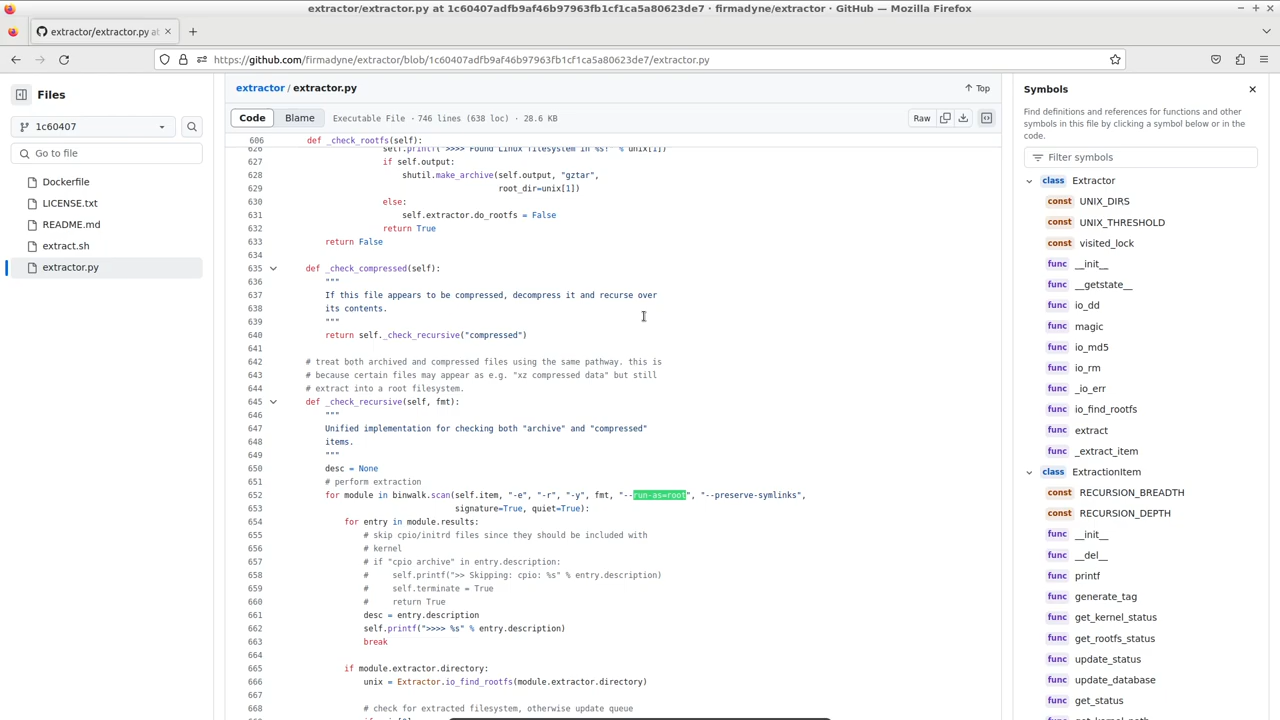 extractor/extractor.py at 1c60407adfb9af46b97963fb1cf1ca5a80623de7 · firmadyne/extractor · GitHub — Mozilla Firefox
extractor/extractor.py at
https://github.com/firmadyne/extractor/blob/1c60407adfb9af46b97963fb1cf1ca5a80623de7/extractor.py
Files
1c60407
Go to file
Dockerfile
LICENSE.txt
README.md
extract.sh
extractor.py
extractor / extractor.py
Top
Code
Blame
Executable File · 746 lines (638 loc) · 28.6 KB
Raw
606 def _check_rootfs(self):
626 self.printf(">>>> Found Linux filesystem in %s!" % unix[1])
627 if self.output:
628 shutil.make_archive(self.output, "gztar",
629 root_dir=unix[1])
630 else:
631 self.extractor.do_rootfs = False
632 return True
633 return False
634
635 def _check_compressed(self):
636 """
637 If this file appears to be compressed, decompress it and recurse over
638 its contents.
639 """
640 return self._check_recursive("compressed")
641
642 # treat both archived and compressed files using the same pathway. this is
643 # because certain files may appear as e.g. "xz compressed data" but still
644 # extract into a root filesystem.
645 def _check_recursive(self, fmt):
646 """
647 Unified implementation for checking both "archive" and "compressed"
648 items.
649 """
650 desc = None
651 # perform extraction
652 for module in binwalk.scan(self.item, "-e", "-r", "-y", fmt, "--run-as=root", "--preserve-symlinks",
653 signature=True, quiet=True):
654 for entry in module.results:
655 # skip cpio/initrd files since they should be included with
656 # kernel
657 # if "cpio archive" in entry.description:
658 #     self.printf(">> Skipping: cpio: %s" % entry.description)
659 #     self.terminate = True
660 #     return True
661 desc = entry.description
662 self.printf(">>>> %s" % entry.description)
663 break
664
665 if module.extractor.directory:
666 unix = Extractor.io_find_rootfs(module.extractor.directory)
667
668 # check for extracted filesystem, otherwise update queue
Symbols
Find definitions and references for functions and other
symbols in this file by clicking a symbol below or in the
code.
Filter symbols
class Extractor
const UNIX_DIRS
const UNIX_THRESHOLD
const visited_lock
func __init__
func __getstate__
func io_dd
func magic
func io_md5
func io_rm
func _io_err
func io_find_rootfs
func extract
func _extract_item
class ExtractionItem
const RECURSION_BREADTH
const RECURSION_DEPTH
func __init__
func __del__
func printf
func generate_tag
func get_kernel_status
func get_rootfs_status
func update_status
func update_database
func get_status